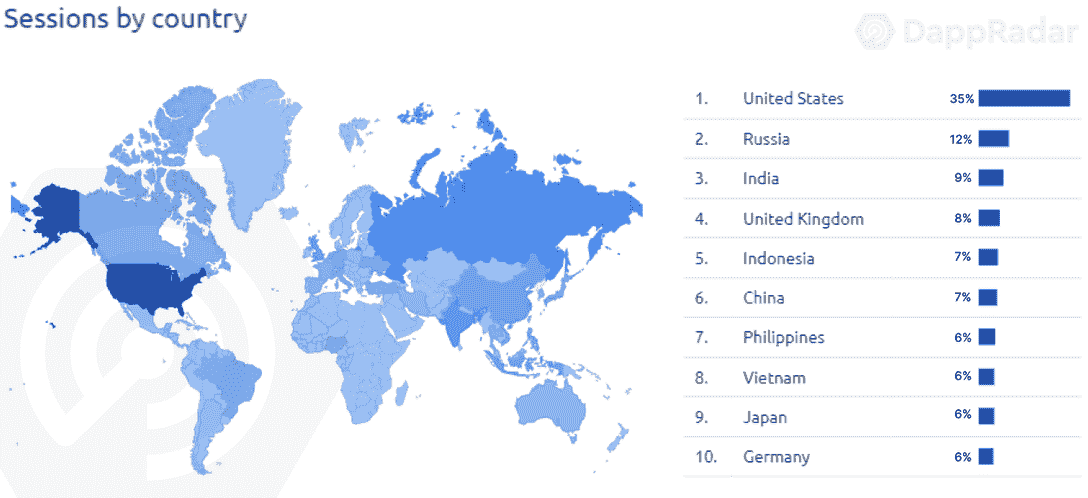 Sessions by country
DappRadar
1. United States 35%
2. Russia 12%
3. India 9%
4. United Kingdom 8%
5. Indonesia 7%
6. China 7%
7. Philippines 6%
8. Vietnam 6%
9. Japan 6%
10. Germany 6%